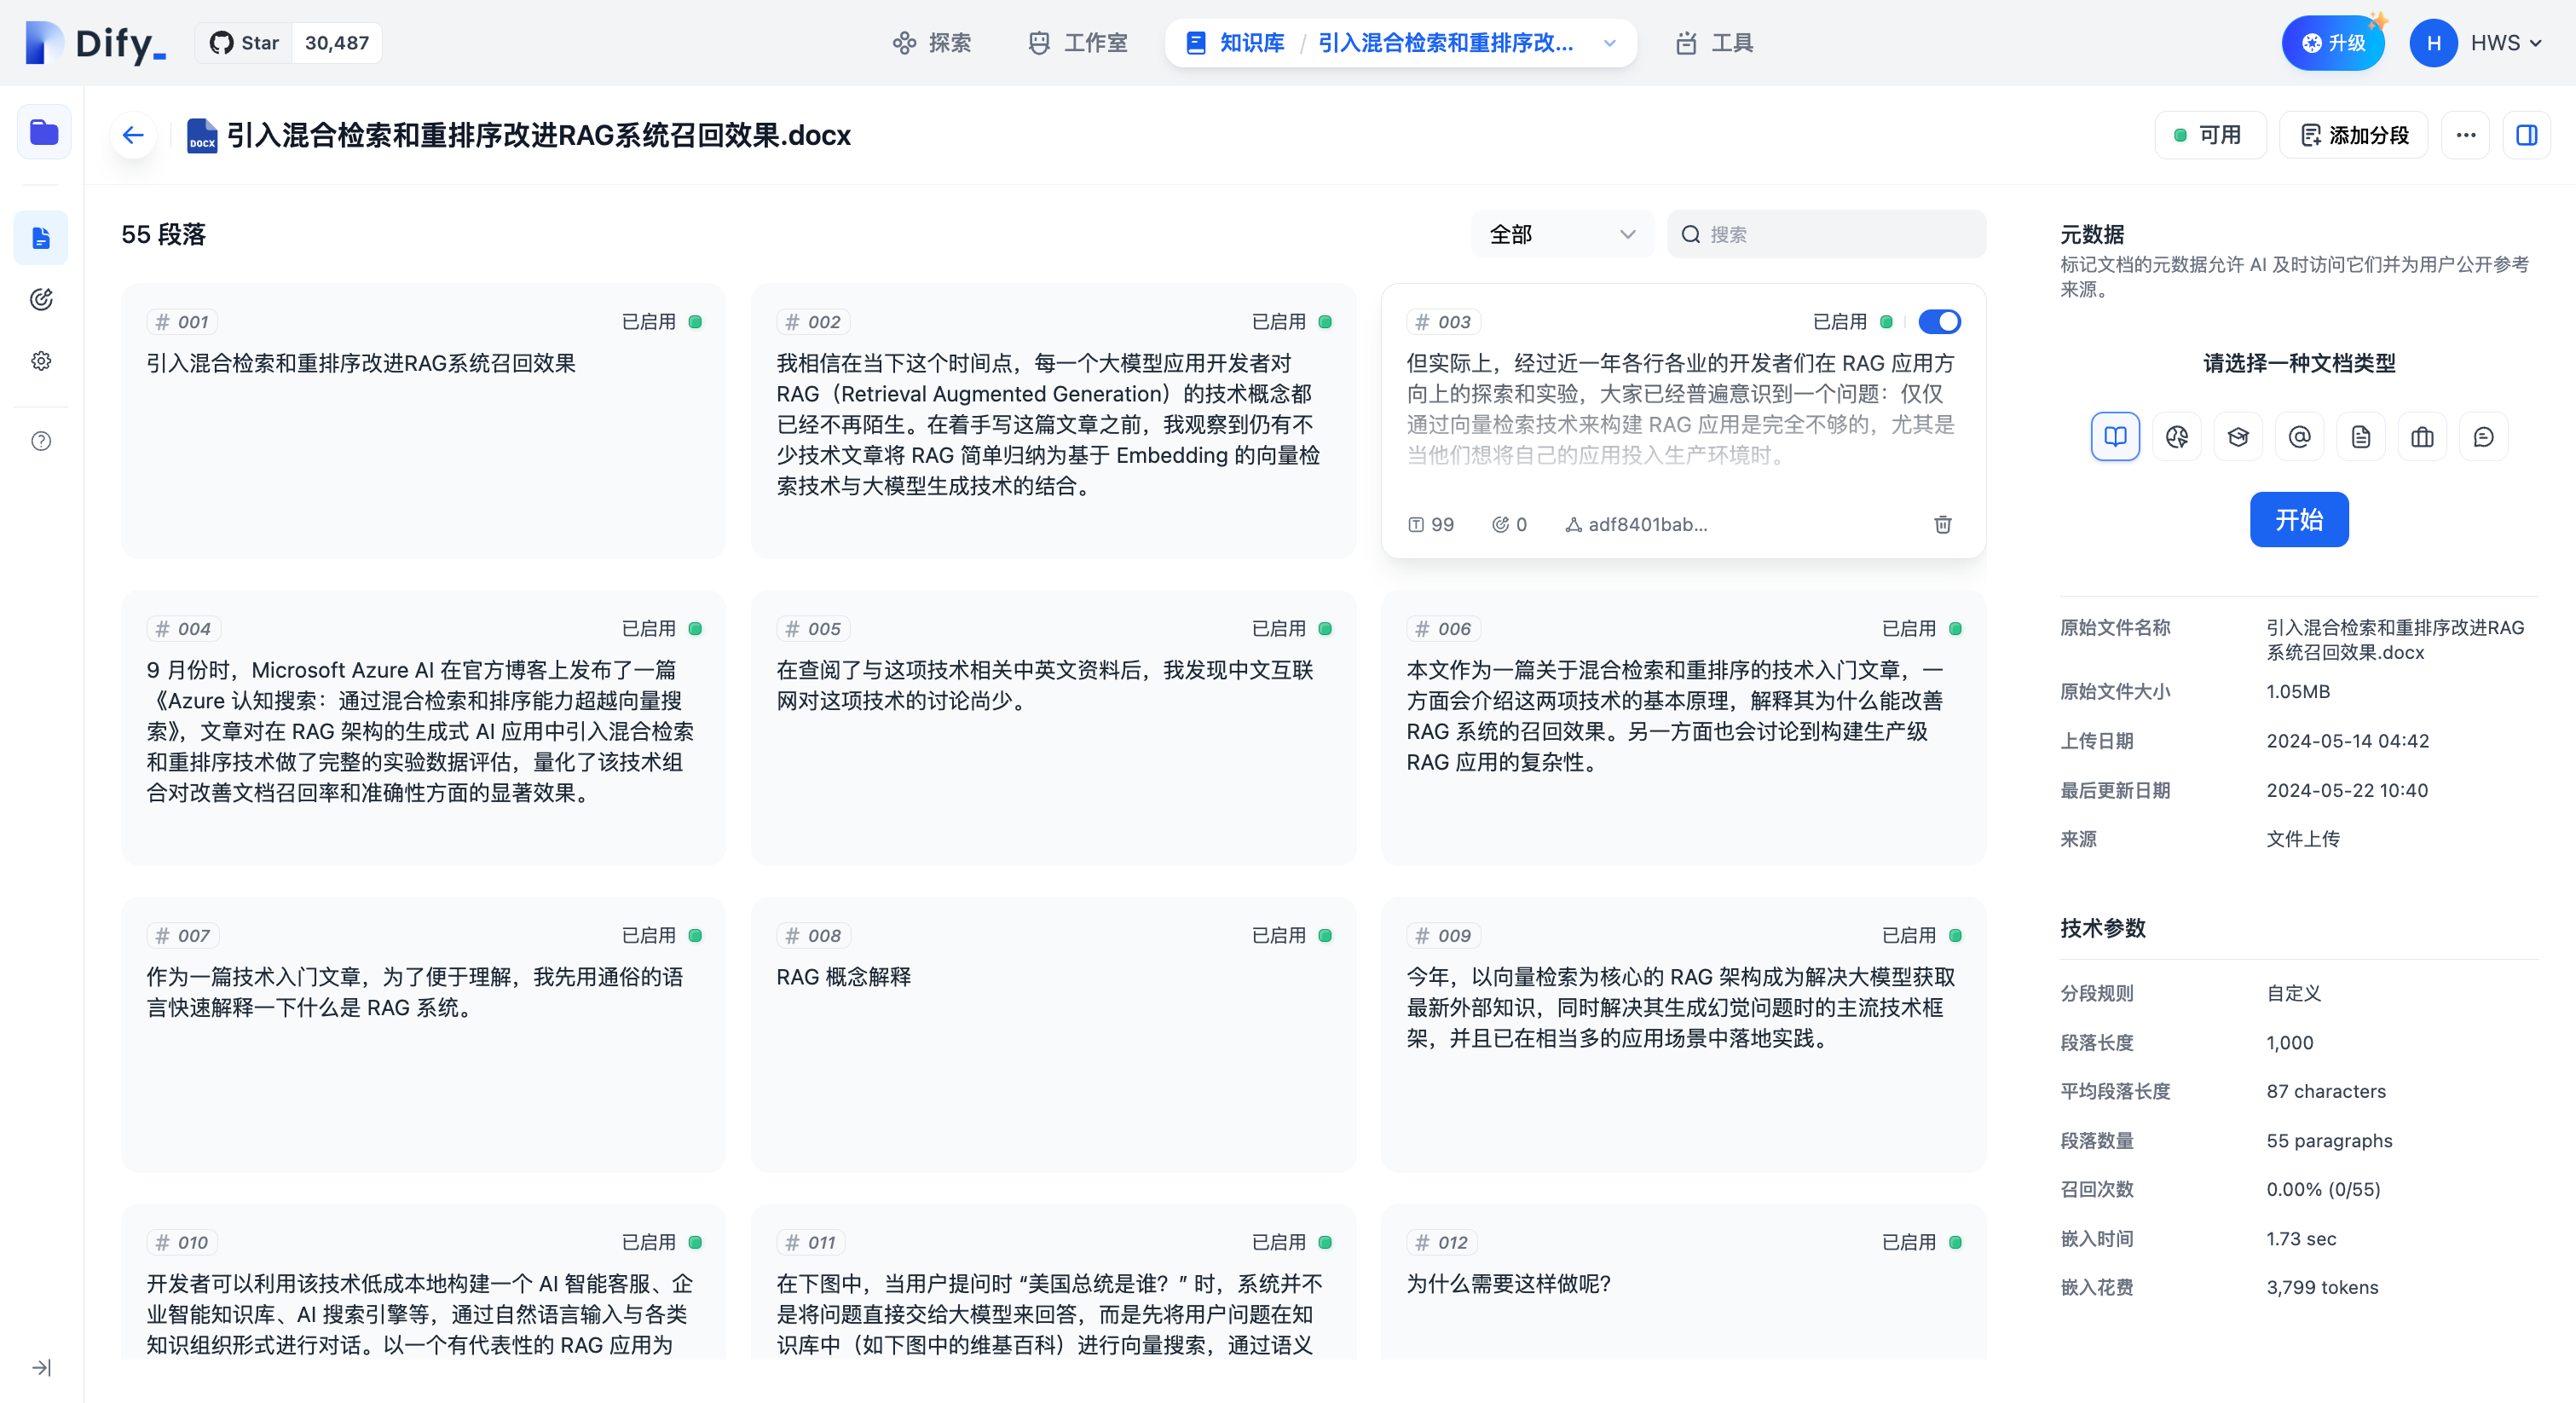 Dify_
Star 30,487
探索
工作室
知识库 / 引入混合检索和重排序改...
工具
升级
H HWS
DOCX
引入混合检索和重排序改进RAG系统召回效果.docx
可用
添加分段
55 段落
全部
搜索
# 001 已启用
引入混合检索和重排序改进RAG系统召回效果
# 002 已启用
我相信在当下这个时间点，每一个大模型应用开发者对
RAG（Retrieval Augmented Generation）的技术概念都
已经不再陌生。在着手写这篇文章之前，我观察到仍有不
少技术文章将 RAG 简单归纳为基于 Embedding 的向量检
索技术与大模型生成技术的结合。
# 003 已启用
但实际上，经过近一年各行各业的开发者们在 RAG 应用方
向上的探索和实验，大家已经普遍意识到一个问题：仅仅
通过向量检索技术来构建 RAG 应用是完全不够的，尤其是
当他们想将自己的应用投入生产环境时。
99 0 adf8401bab...
# 004 已启用
9 月份时，Microsoft Azure AI 在官方博客上发布了一篇
《Azure 认知搜索：通过混合检索和排序能力超越向量搜
索》，文章对在 RAG 架构的生成式 AI 应用中引入混合检索
和重排序技术做了完整的实验数据评估，量化了该技术组
合对改善文档召回率和准确性方面的显著效果。
# 005 已启用
在查阅了与这项技术相关中英文资料后，我发现中文互联
网对这项技术的讨论尚少。
# 006 已启用
本文作为一篇关于混合检索和重排序的技术入门文章，一
方面会介绍这两项技术的基本原理，解释其为什么能改善
RAG 系统的召回效果。另一方面也会讨论到构建生产级
RAG 应用的复杂性。
# 007 已启用
作为一篇技术入门文章，为了便于理解，我先用通俗的语
言快速解释一下什么是 RAG 系统。
# 008 已启用
RAG 概念解释
# 009 已启用
今年，以向量检索为核心的 RAG 架构成为解决大模型获取
最新外部知识，同时解决其生成幻觉问题时的主流技术框
架，并且已在相当多的应用场景中落地实践。
# 010 已启用
开发者可以利用该技术低成本地构建一个 AI 智能客服、企
业智能知识库、AI 搜索引擎等，通过自然语言输入与各类
知识组织形式进行对话。以一个有代表性的 RAG 应用为
# 011 已启用
在下图中，当用户提问时 “美国总统是谁？” 时，系统并不
是将问题直接交给大模型来回答，而是先将用户问题在知
识库中（如下图中的维基百科）进行向量搜索，通过语义
# 012 已启用
为什么需要这样做呢？
元数据
标记文档的元数据允许 AI 及时访问它们并为用户公开参考
来源。
请选择一种文档类型
开始
原始文件名称 引入混合检索和重排序改进RAG
系统召回效果.docx
原始文件大小 1.05MB
上传日期 2024-05-14 04:42
最后更新日期 2024-05-22 10:40
来源 文件上传
技术参数
分段规则 自定义
段落长度 1,000
平均段落长度 87 characters
段落数量 55 paragraphs
召回次数 0.00% (0/55)
嵌入时间 1.73 sec
嵌入花费 3,799 tokens